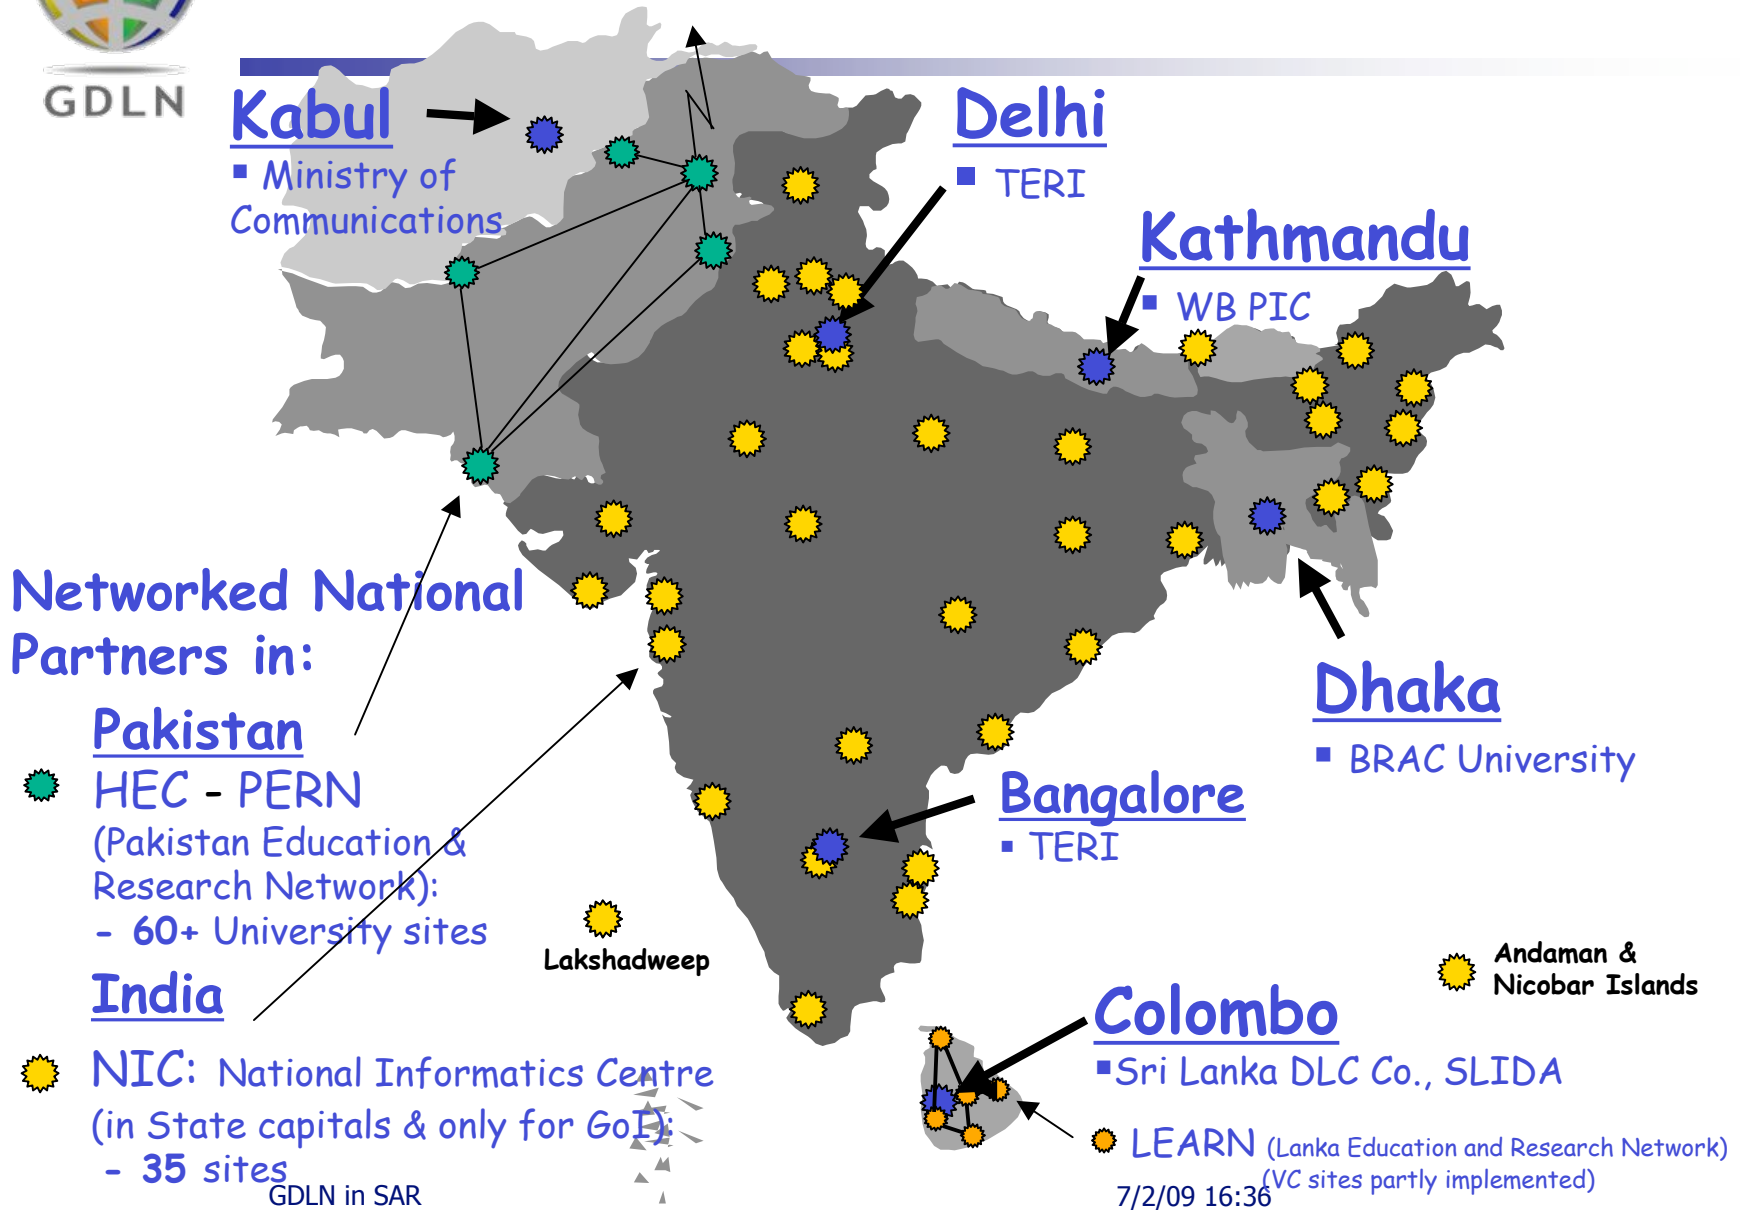 GDLN
Kabul
▪ Ministry of
Communications
Delhi
▪ TERI
Kathmandu
▪ WB PIC
Networked National
Partners in:
Pakistan
HEC - PERN
(Pakistan Education &
Research Network):
- 60+ University sites
India
NIC: National Informatics Centre
(in State capitals & only for GoI):
- 35 sites
Dhaka
▪ BRAC University
Bangalore
▪ TERI
Lakshadweep
Andaman &
Nicobar Islands
Colombo
▪Sri Lanka DLC Co., SLIDA
LEARN (Lanka Education and Research Network)
(VC sites partly implemented)
GDLN in SAR
7/2/09 16:36